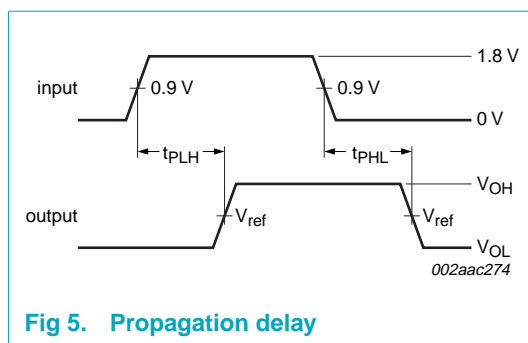 1.8 V
input
0.9 V
0.9 V
0 V
tPLH
tPHL
VOH
output
Vref
Vref
VOL
002aac274
Fig 5. Propagation delay